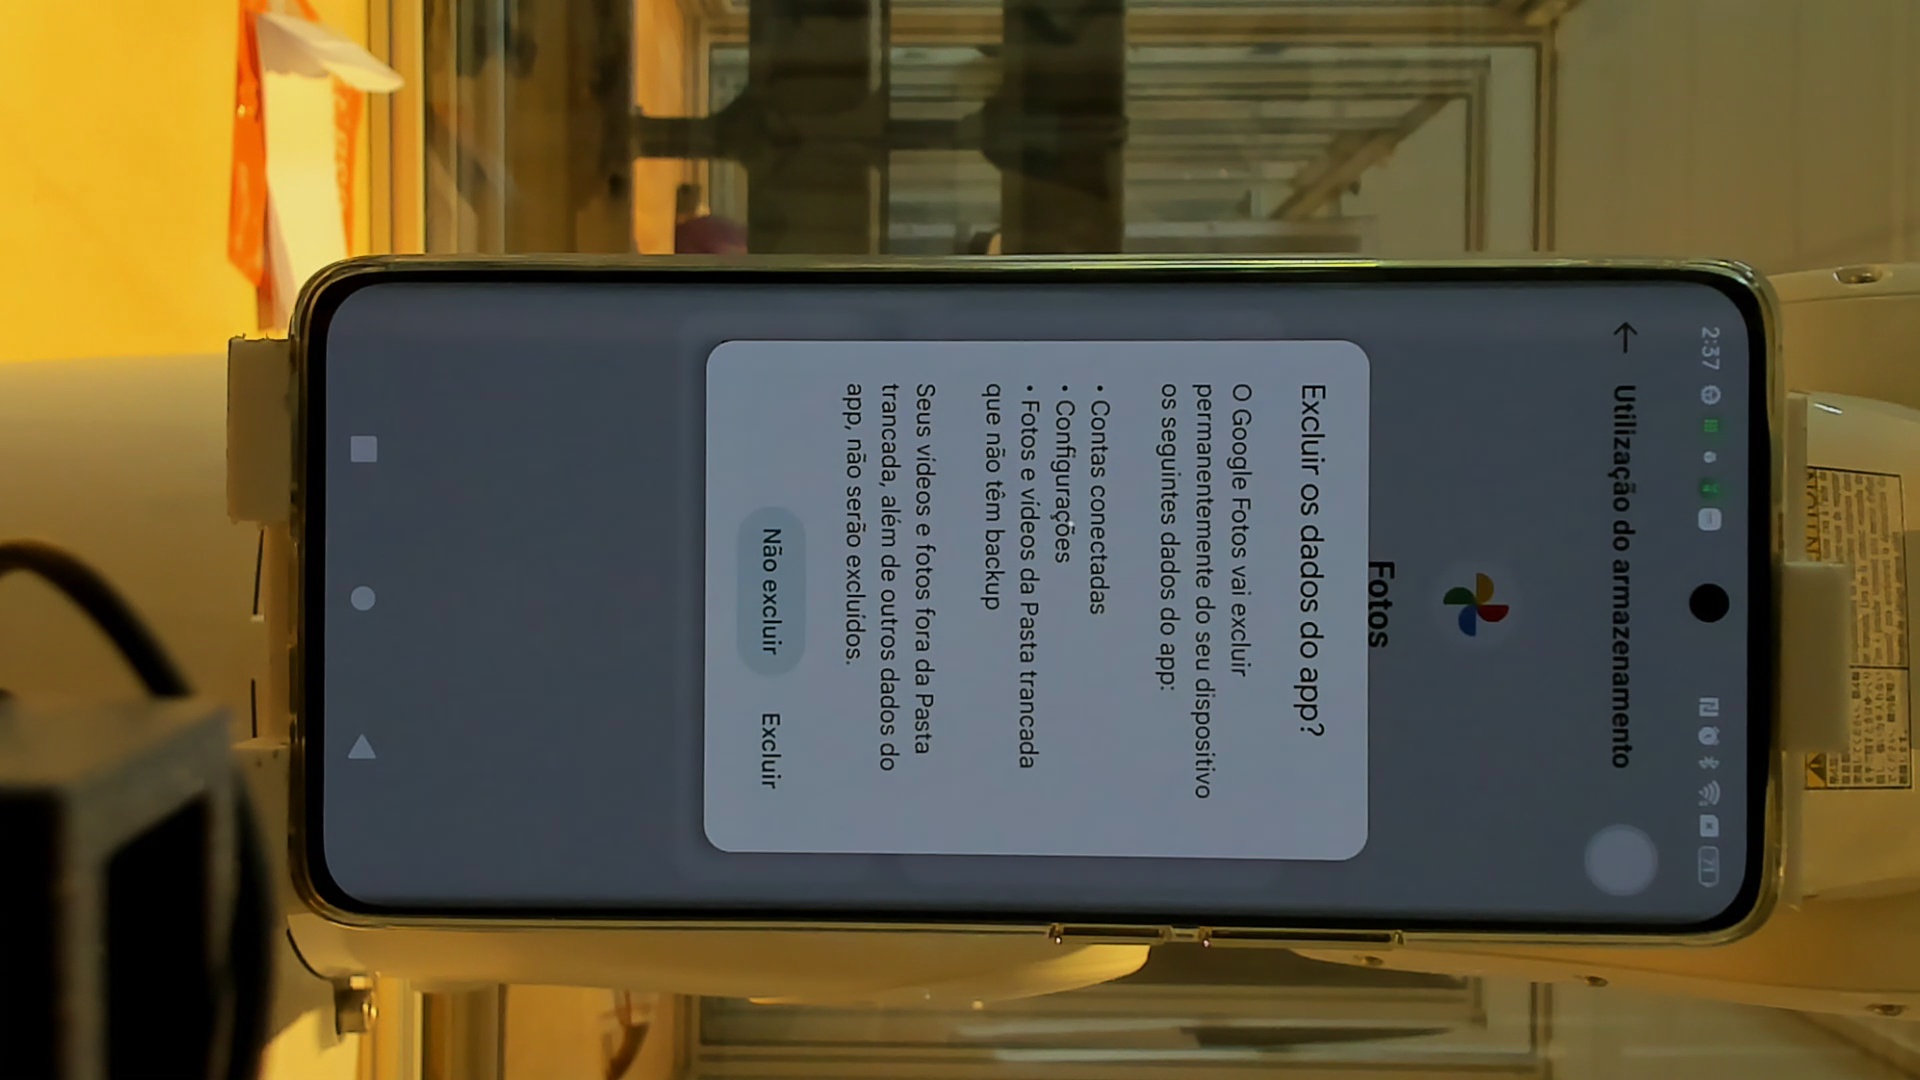 2:37
71
Utilização do armazenamento
Fotos
Excluir os dados do app?
O Google Fotos vai excluir
permanentemente do seu dispositivo
os seguintes dados do app:
• Contas conectadas
• Configurações
• Fotos e vídeos da Pasta trancada
que não têm backup
Seus vídeos e fotos fora da Pasta
trancada, além de outros dados do
app, não serão excluídos.
Não excluir
Excluir